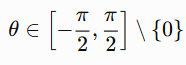 θ ∈ [−π/2, π/2] \ {0}